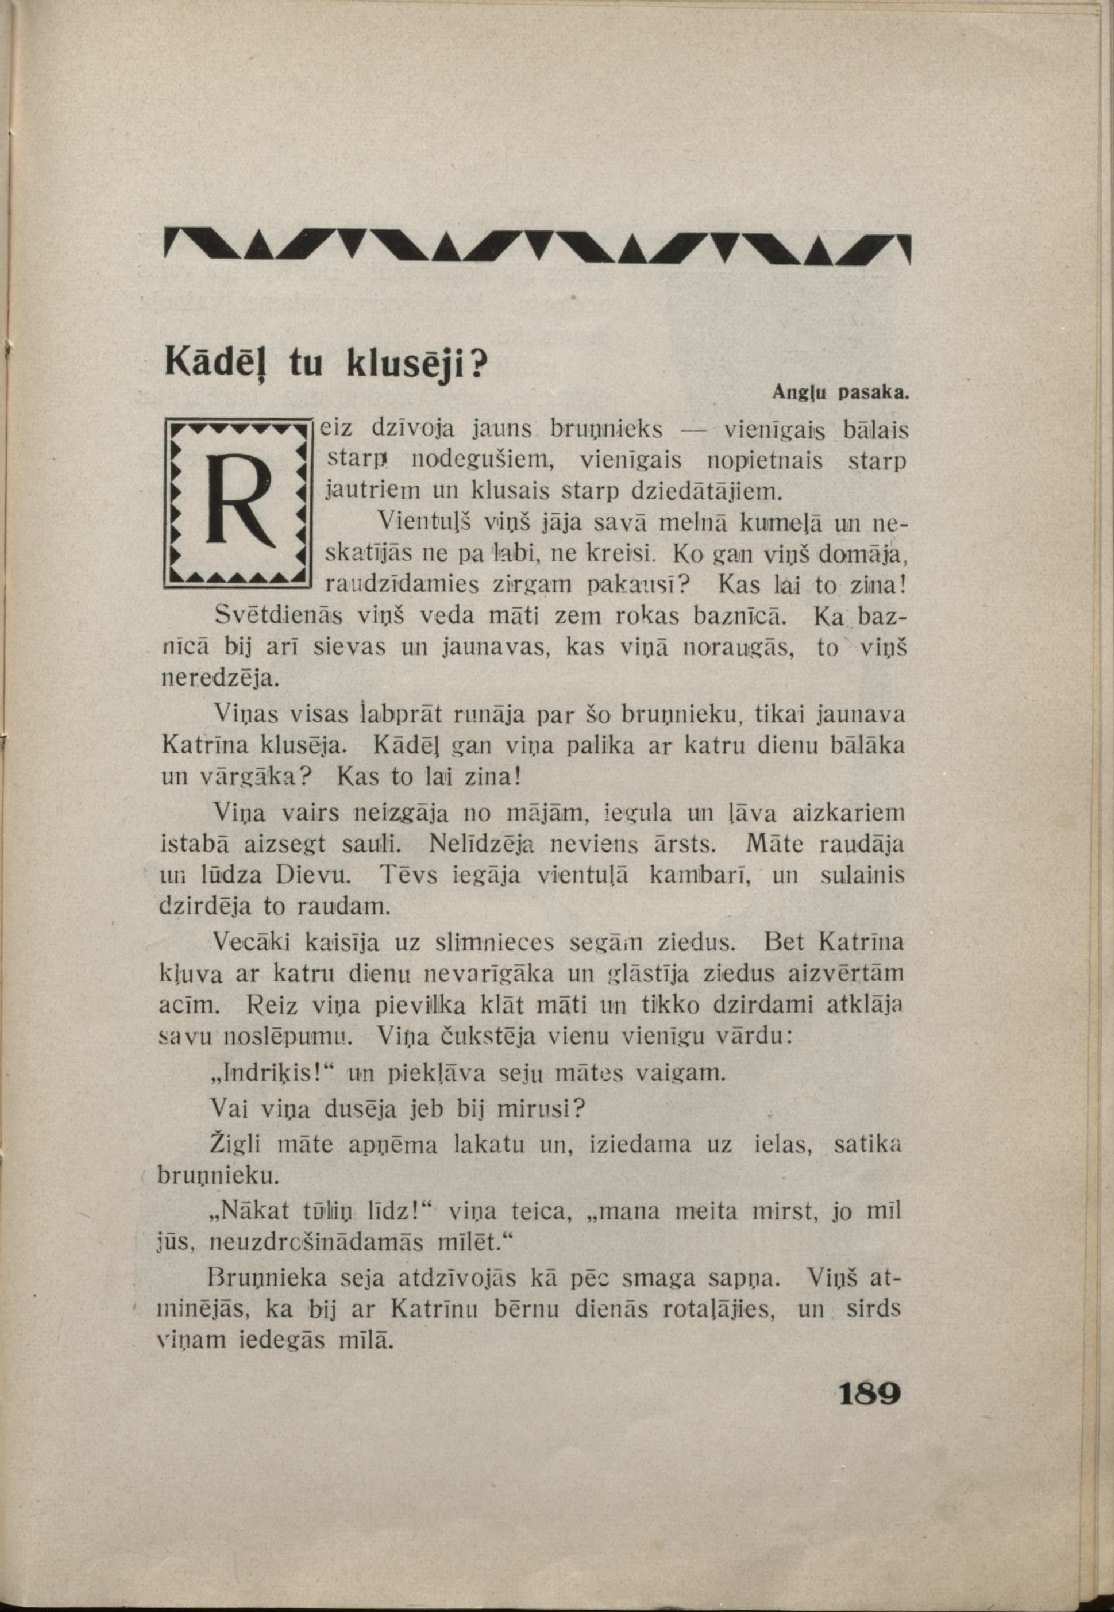 Kādēļ tu klusēji?
Angļu pasaka.
Reiz dzīvoja jauns bruņnieks — vienīgais bālais
starp nodegušiem, vienīgais nopietnais starp
jautriem un klusais starp dziedātājiem.
Vientuļš viņš jāja savā melnā kumeļā un ne-
skatījās ne pa labi, ne kreisi. Ko gan viņš domāja,
raudzīdamies zirgam pakausī? Kas lai to zina!
Svētdienās viņš veda māti zem rokas baznīcā. Ka baz-
nīcā bij arī sievas un jaunavas, kas viņā noraugās, to viņš
neredzēja.
Viņas visas labprāt runāja par šo bruņnieku, tikai jaunava
Katrīna klusēja. Kādēļ gan viņa palika ar katru dienu bālāka
un vārgāka? Kas to lai zina!
Viņa vairs neizgāja no mājām, iegula un ļāva aizkariem
istabā aizsegt sauli. Nelīdzēja neviens ārsts. Māte raudāja
un lūdza Dievu. Tēvs iegāja vientuļā kambarī, un sulainis
dzirdēja to raudam.
Vecāki kaisīja uz slimnieces segām ziedus. Bet Katrīna
kļuva ar katru dienu nevarīgāka un glāstīja ziedus aizvērtām
acīm. Reiz viņa pievilka klāt māti un tikko dzirdami atklāja
savu noslēpumu. Viņa čukstēja vienu vienīgu vārdu:
„Indriķis!“ un piekļāva seju mātes vaigam.
Vai viņa dusēja jeb bij mirusi?
Žigli māte apņēma lakatu un, iziedama uz ielas, satika
bruņnieku.
„Nākat tūliņ līdz!“ viņa teica, „mana meita mirst, jo mīl
jūs, neuzdrošinādamās mīlēt.“
Bruņnieka seja atdzīvojās kā pēc smaga sapņa. Viņš at-
minējās, ka bij ar Katrīnu bērnu dienās rotaļājies, un sirds
viņam iedegās mīlā.
189